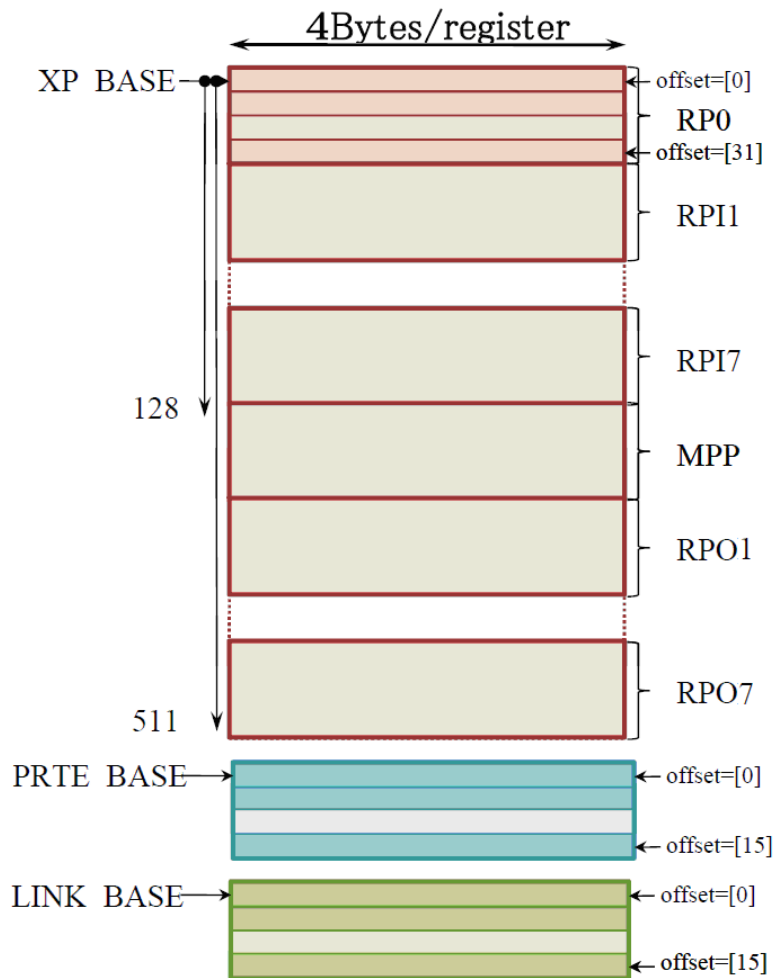 4Bytes/register
XP BASE
offset=[0]
RP0
offset=[31]
RPI1
RPI7
128
MPP
RPO1
RPO7
511
PRTE BASE
offset=[0]
offset=[15]
LINK BASE
offset=[0]
offset=[15]